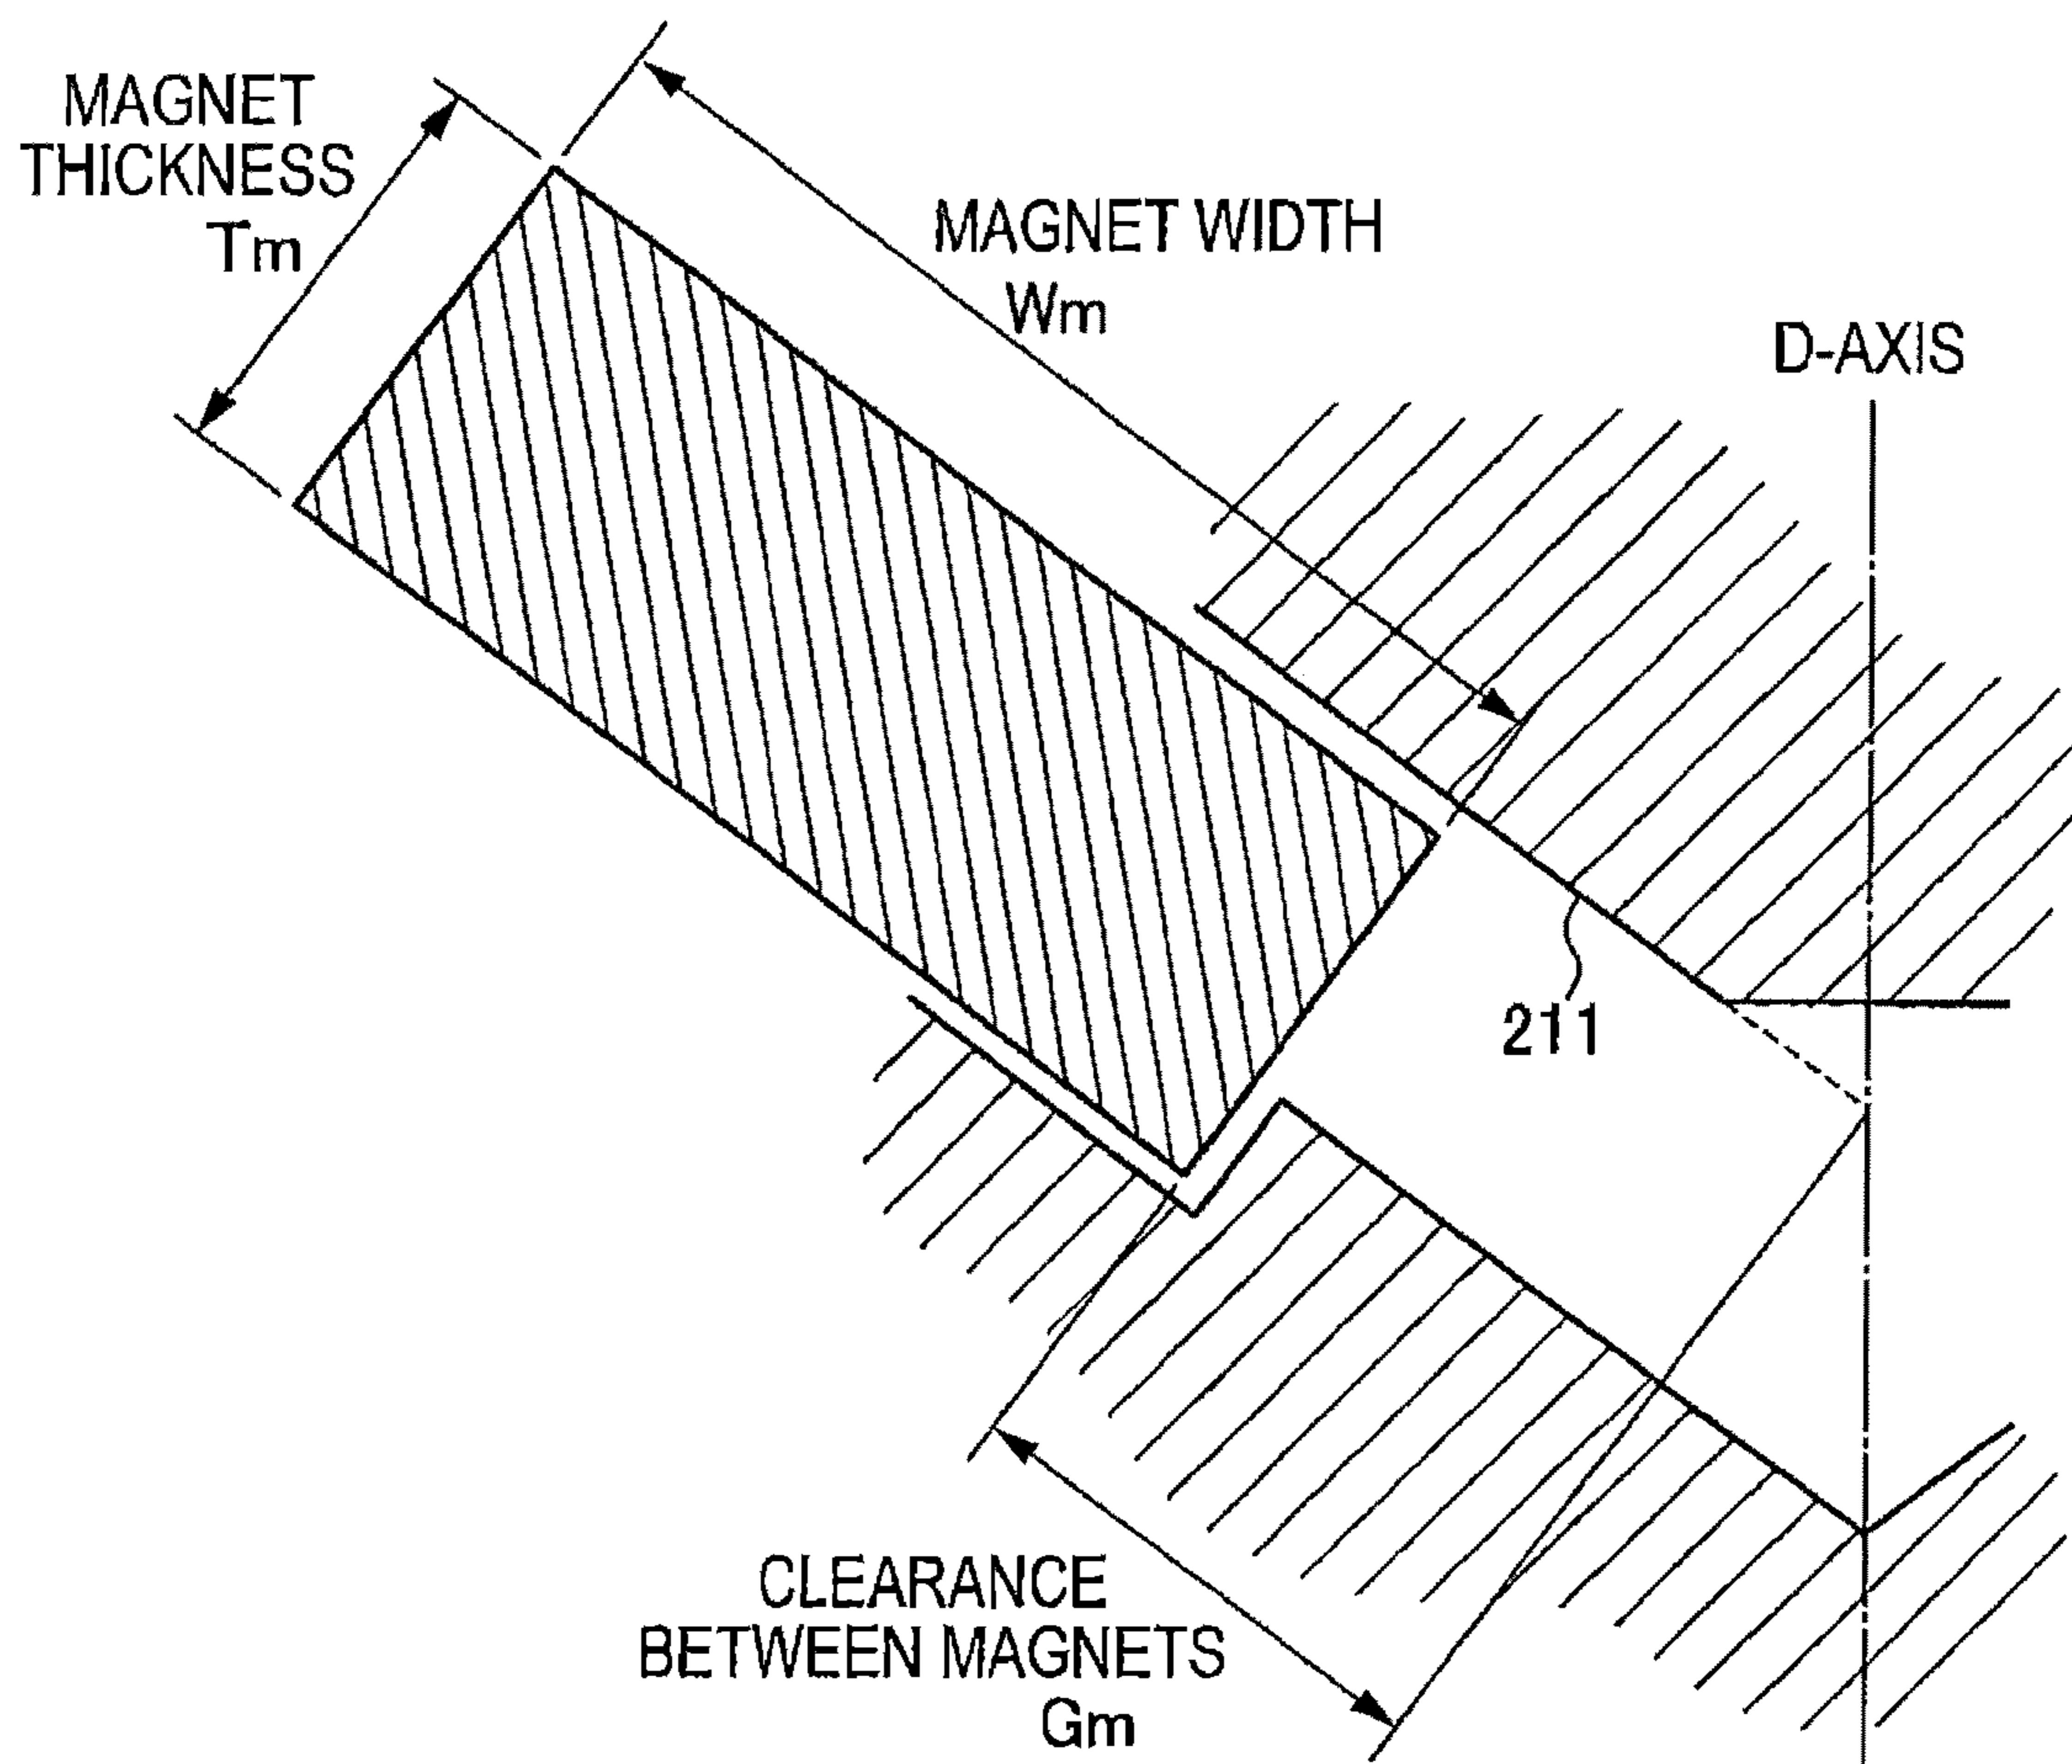 MAGNET
THICKNESS
Tm
MAGNET WIDTH
Wm
D-AXIS
211
CLEARANCE
BETWEEN MAGNETS
Gm